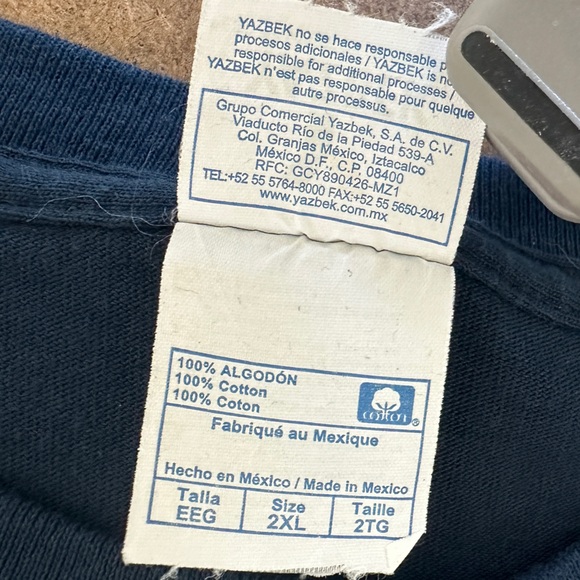 YAZBEK no se hace responsable
procesos adicionales / YAZBEK is
responsible for additional processes /
YAZBEK n'est pas responsable pour quelque
autre processus.
Grupo Comercial Yazbek, S.A. de C.V.
Viaducto Río de la Piedad 539-A
Col. Granjas México, Iztacalco
México D.F., C.P. 08400
RFC: GCY890426-MZ1
TEL:+52 55 5764-8000 FAX:+52 55 5650-2041
www.yazbek.com.mx
100% ALGODÓN
100% Cotton
100% Coton
cotton ®
Fabriqué au Mexique
Hecho en México / Made in Mexico
Talla Size Taille
EEG 2XL 2TG